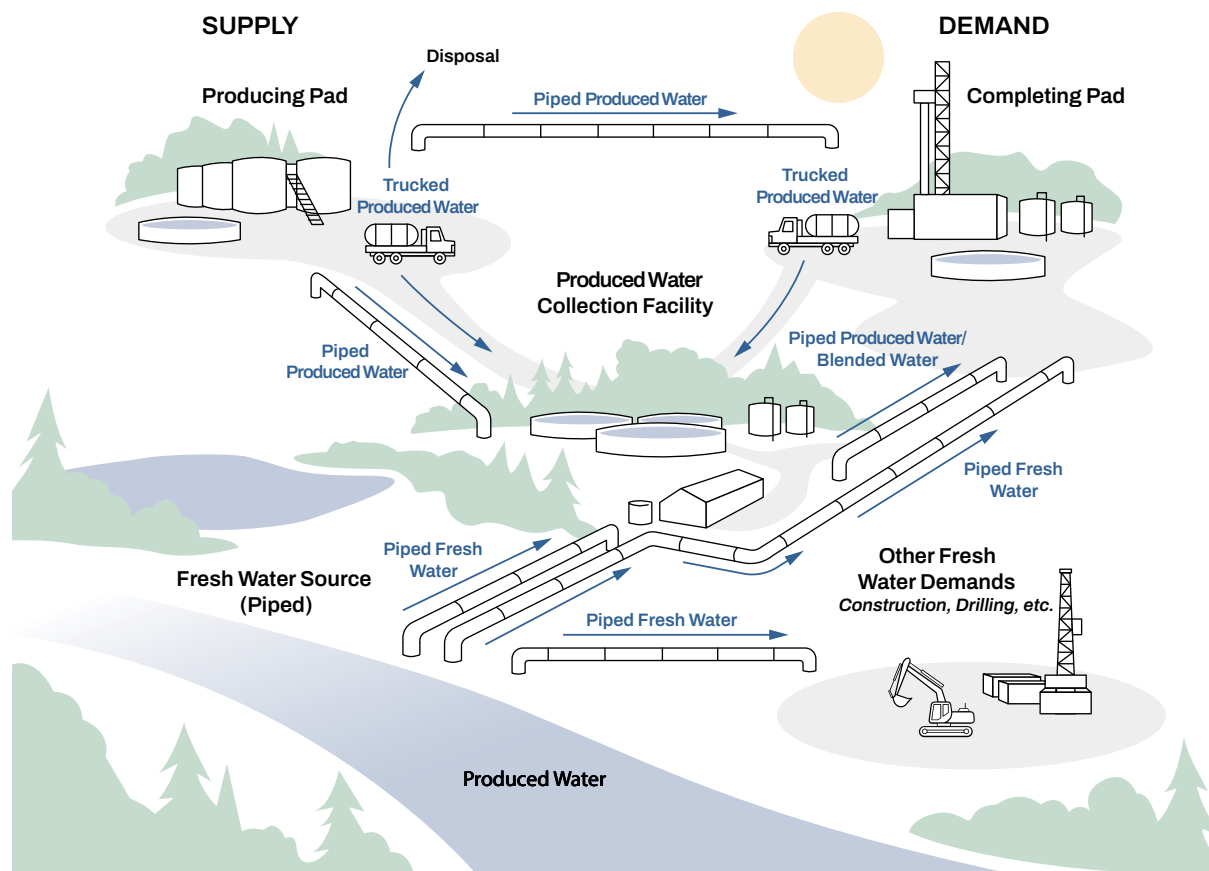 SUPPLY
DEMAND
Disposal
Producing Pad
Piped Produced Water
Completing Pad
Trucked
Produced Water
Trucked
Produced Water
Produced Water
Collection Facility
Piped
Produced Water
Piped Produced Water/
Blended Water
Piped Fresh
Water
Piped Fresh
Water
Fresh Water Source
(Piped)
Other Fresh
Water Demands
Construction, Drilling, etc.
Piped Fresh Water
Produced Water